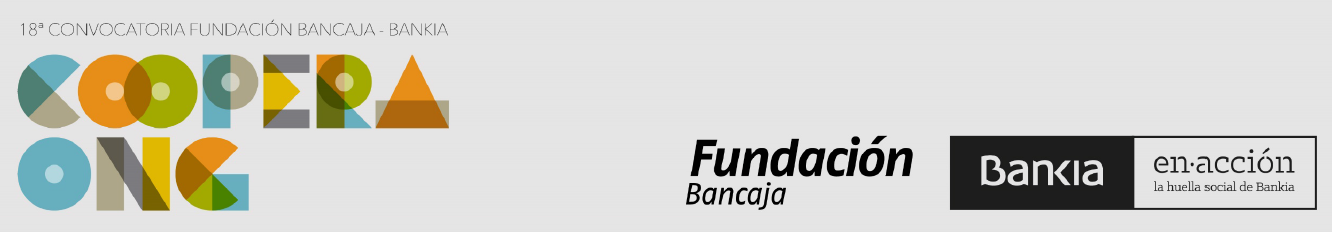 18ª CONVOCATORIA FUNDACIÓN BANCAJA - BANKIA
COOPERA
ONG
Fundación
Bancaja
Bankia
en·acción
la huella social de Bankia